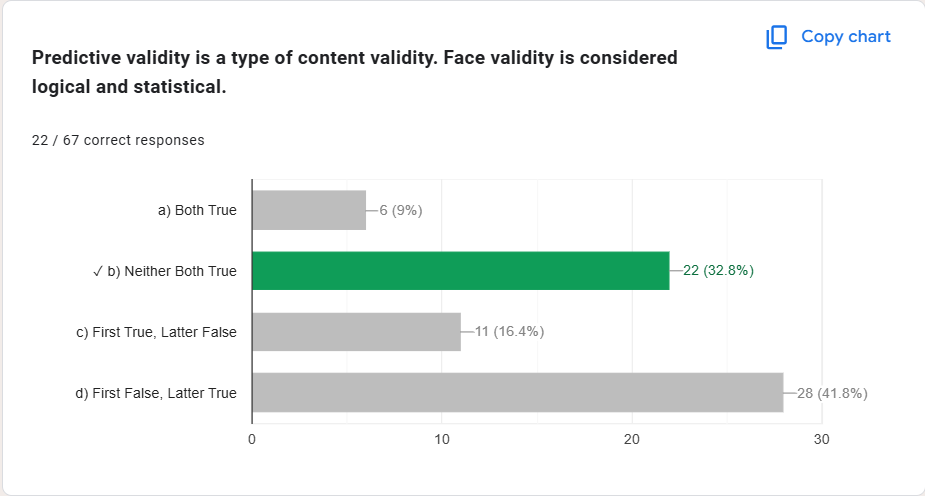 Copy chart
Predictive validity is a type of content validity. Face validity is considered
logical and statistical.
22 / 67 correct responses
a) Both True
6 (9%)
✓ b) Neither Both True
22 (32.8%)
c) First True, Latter False
11 (16.4%)
d) First False, Latter True
28 (41.8%)
0 10 20 30